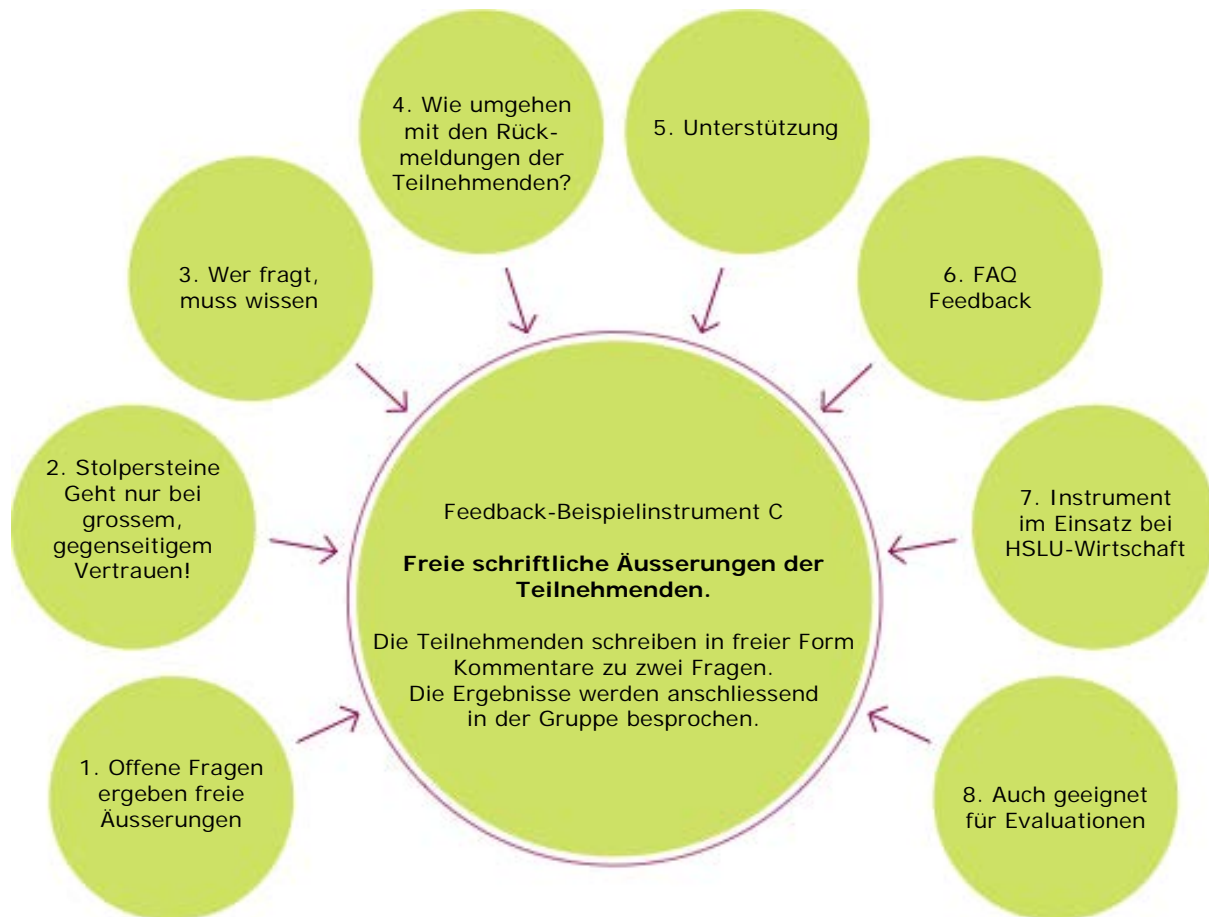 4. Wie umgehen
mit den Rück-
meldungen der
Teilnehmenden?
5. Unterstützung
3. Wer fragt,
muss wissen
6. FAQ
Feedback
2. Stolpersteine
Geht nur bei
grossem,
gegenseitigem
Vertrauen!
7. Instrument
im Einsatz bei
HSLU-Wirtschaft
Feedback-Beispielinstrument C
Freie schriftliche Äusserungen der
Teilnehmenden.
Die Teilnehmenden schreiben in freier Form
Kommentare zu zwei Fragen.
Die Ergebnisse werden anschliessend
in der Gruppe besprochen.
1. Offene Fragen
ergeben freie
Äusserungen
8. Auch geeignet
für Evaluationen